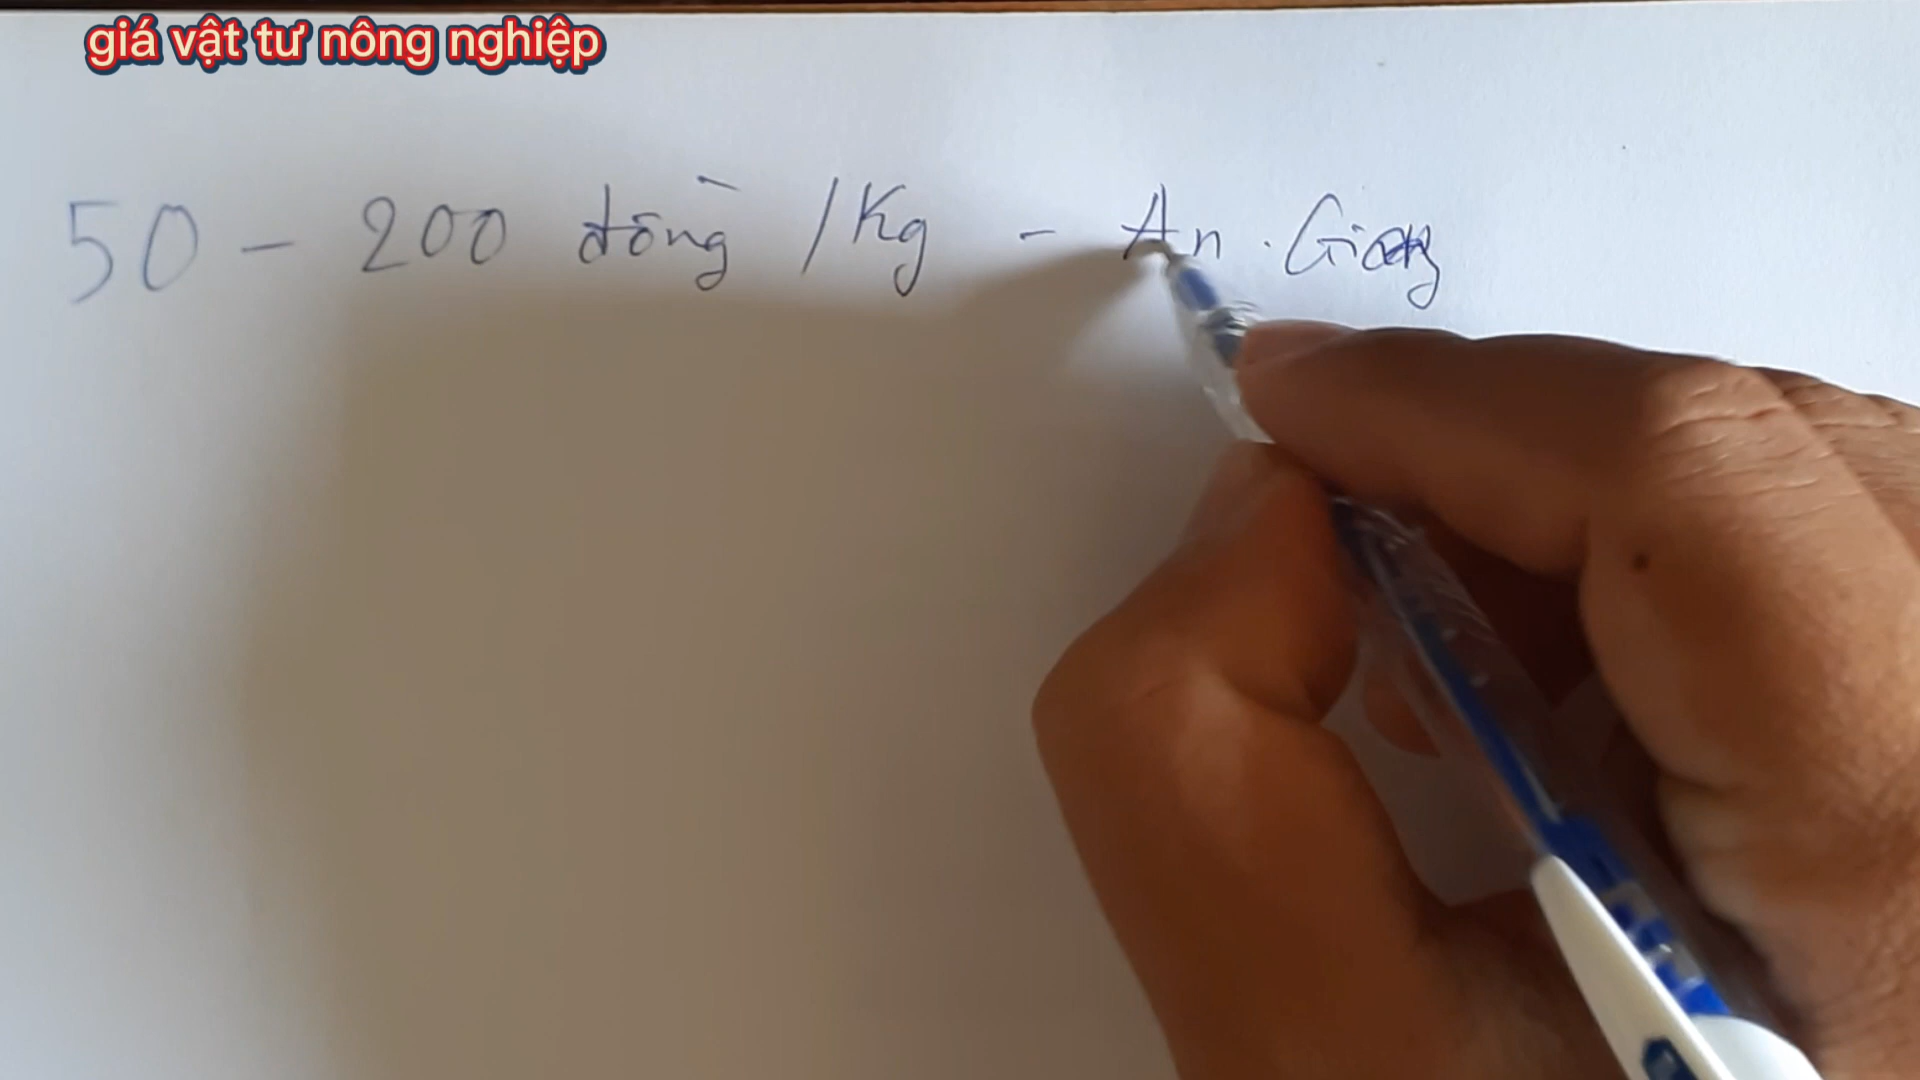 giá vật tư nông nghiệp
50 - 200 đồng /Kg - An. Giang